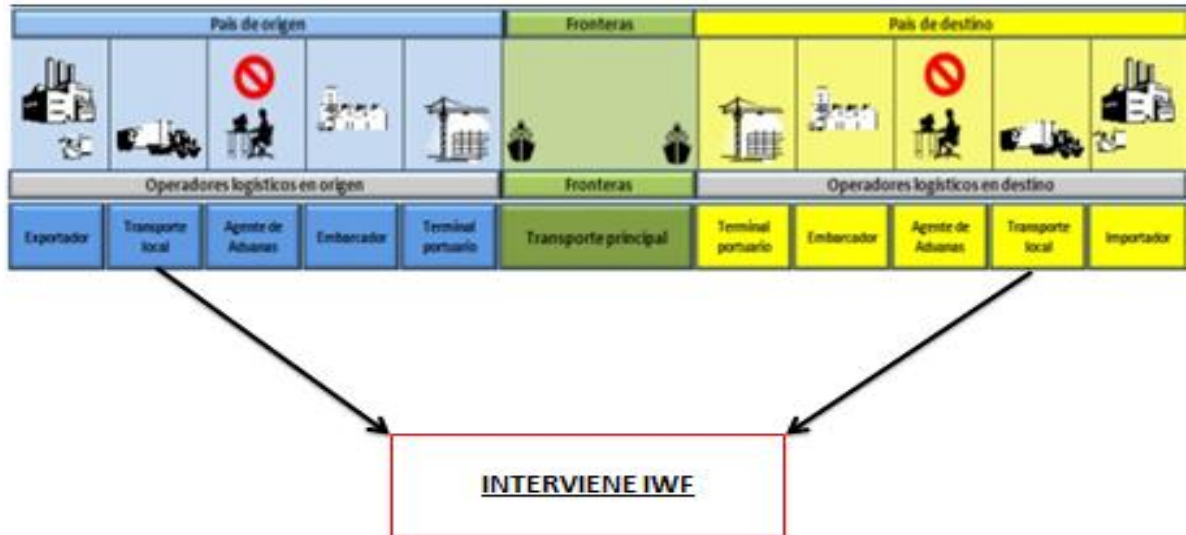 País de origen
Fronteras
País de destino
Operadores logísticos en origen
Fronteras
Operadores logísticos en destino
Exportador
Transporte
local
Agente de
Aduanas
Embarcador
Terminal
portuario
Transporte principal
Terminal
portuario
Embarcador
Agente de
Aduanas
Transporte
local
Importador
INTERVIENE IWF